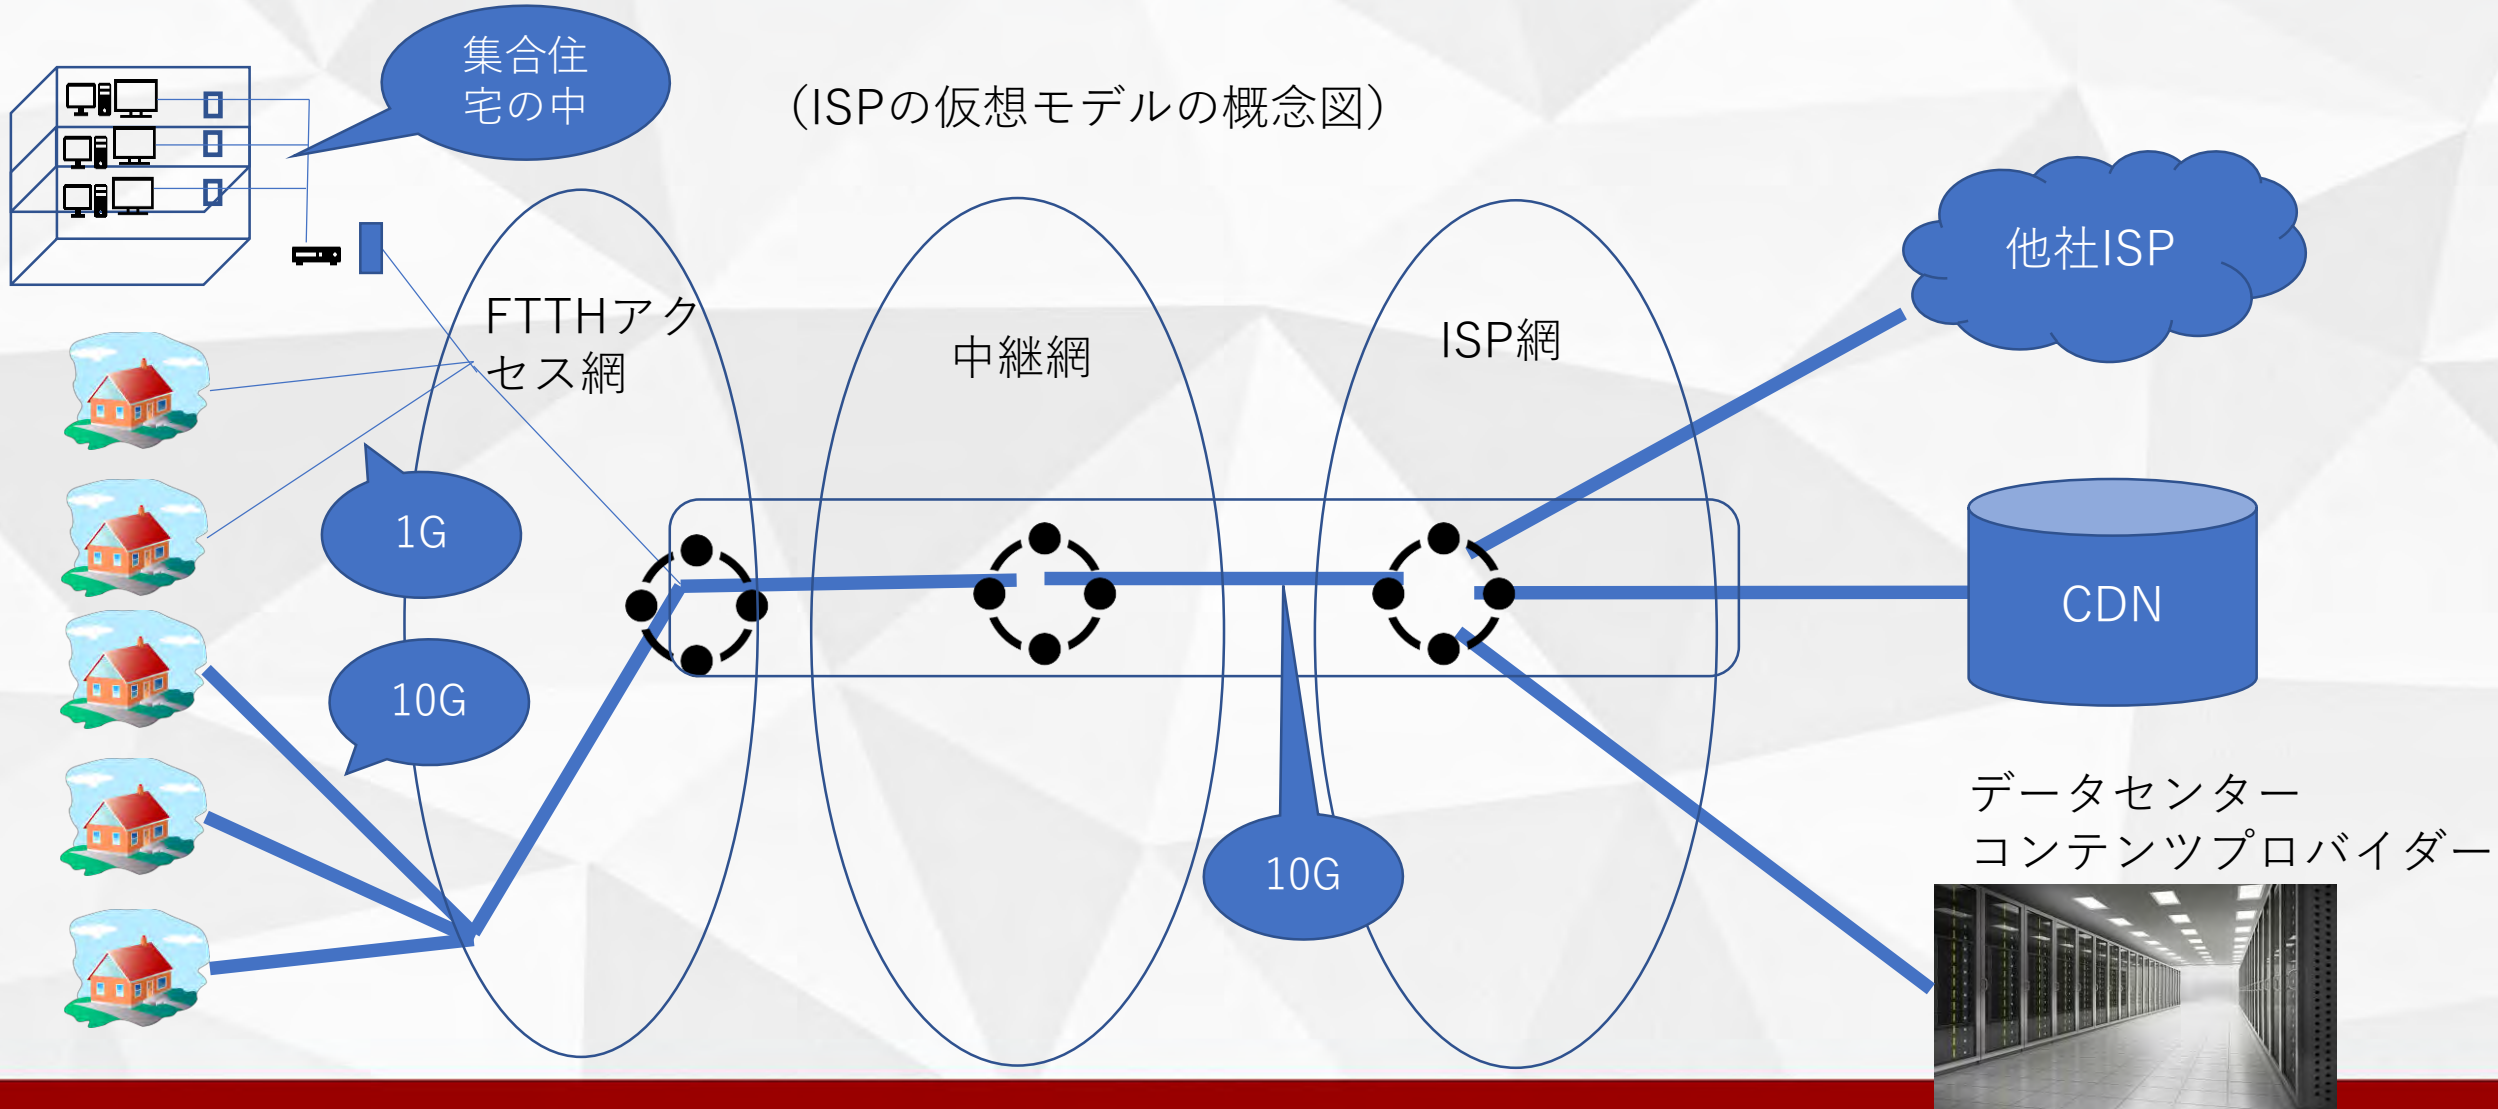 集合住
宅の中
（ISPの仮想モデルの概念図）
他社ISP
FTTHアク
セス網
中継網
ISP網
1G
CDN
10G
データセンター
コンテンツプロバイダー
10G